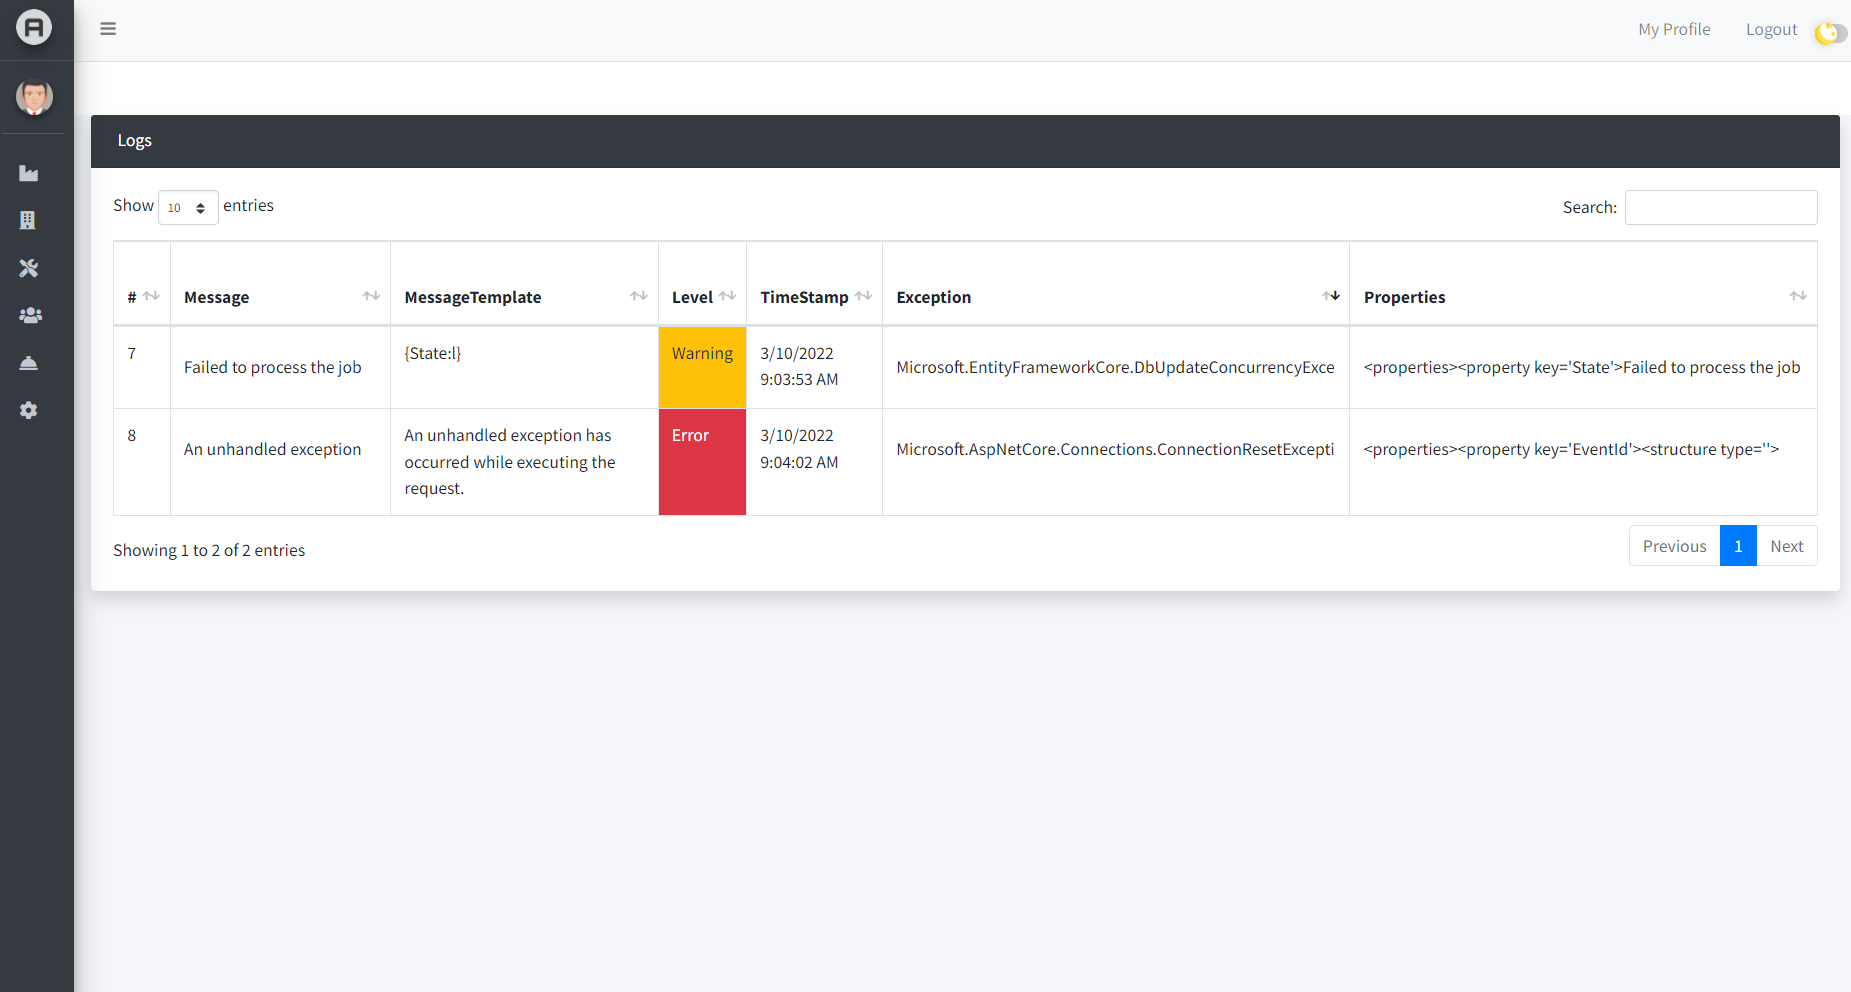 My Profile Logout
Logs
Show 10 entries
Search:
# Message MessageTemplate Level TimeStamp Exception Properties
7 Failed to process the job {State:l} Warning 3/10/2022 Microsoft.EntityFrameworkCore.DbUpdateConcurrencyExce <properties><property key='State'>Failed to process the job
9:03:53 AM
8 An unhandled exception An unhandled exception has Error 3/10/2022 Microsoft.AspNetCore.Connections.ConnectionResetExcepti <properties><property key='EventId'><structure type=''>
occurred while executing the 9:04:02 AM
request.
Showing 1 to 2 of 2 entries
Previous 1 Next